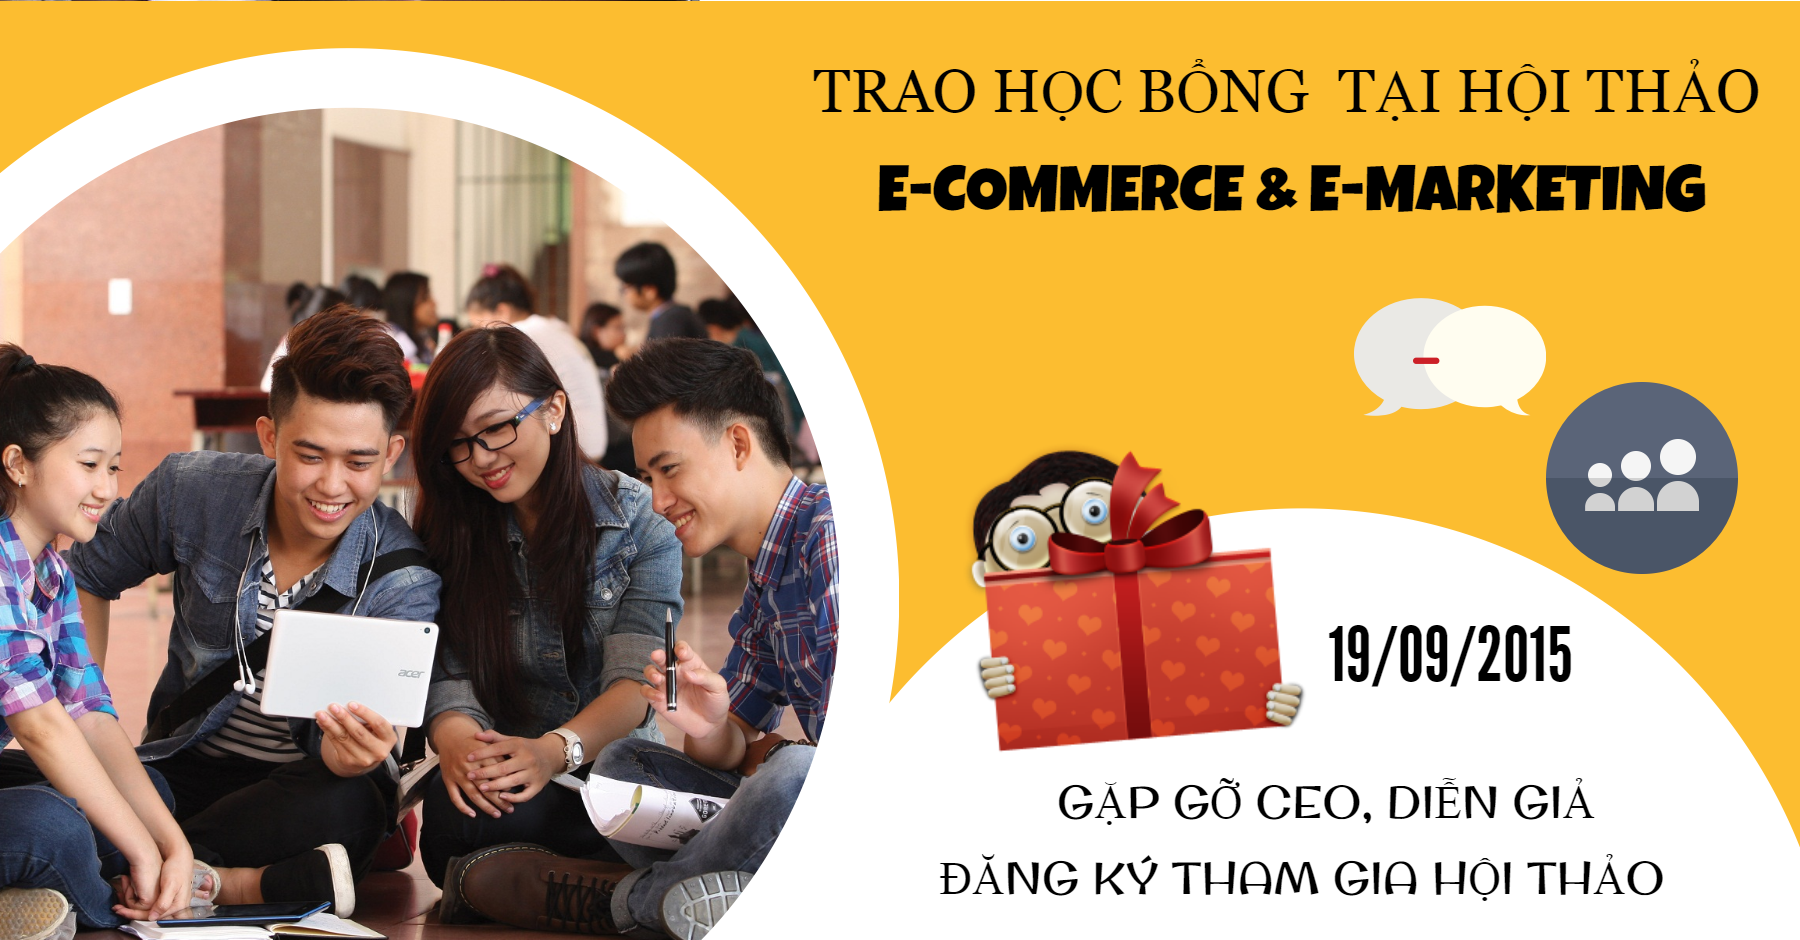 TRAO HỌC BỔNG TẠI HỘI THẢO
E-COMMERCE & E-MARKETING
acer
19/09/2015
GẶP GỠ CEO, DIỄN GIẢ
ĐĂNG KÝ THAM GIA HỘI THẢO